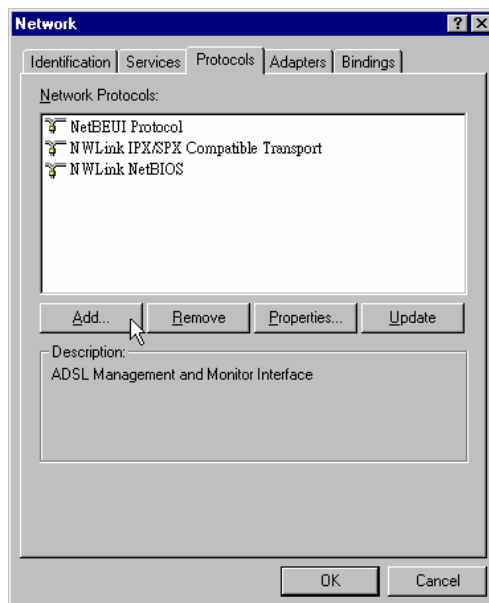 Network
Identification Services Protocols Adapters Bindings
Network Protocols:
NetBEUI Protocol
NWLink IPX/SPX Compatible Transport
NWLink NetBIOS
Add... Remove Properties... Update
Description:
ADSL Management and Monitor Interface
OK Cancel